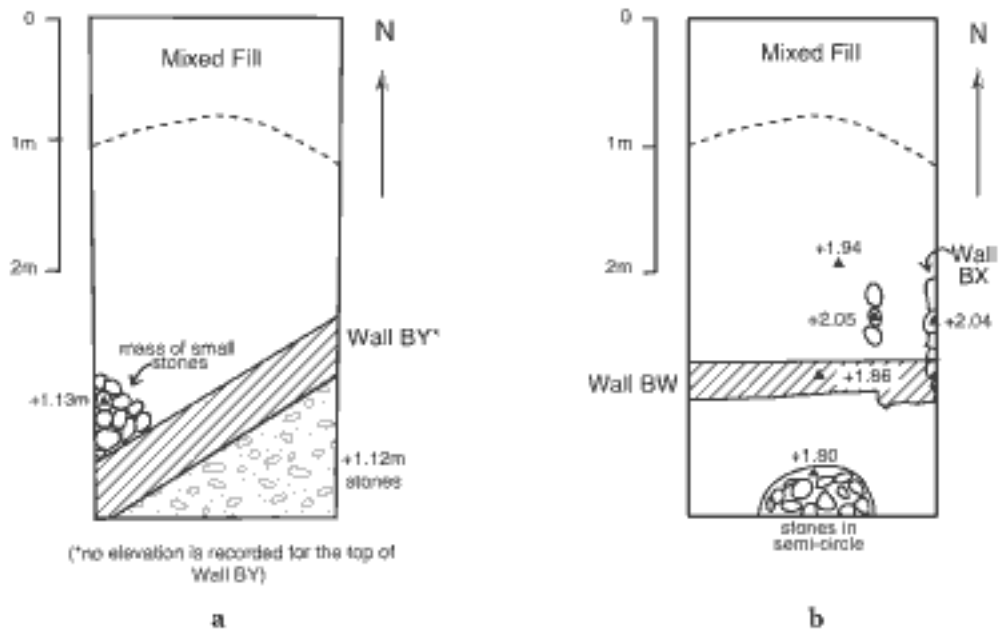 0
Mixed Fill
N
1m
2m
Wall BY*
mass of small
stones
+1.13m
+1.12m
stones
(*no elevation is recorded for the top of
Wall BY)
a
0
Mixed Fill
N
1m
2m
+1.94
Wall
BX
+2.05
+2.04
Wall BW
+1.86
+1.80
stones in
semi-circle
b